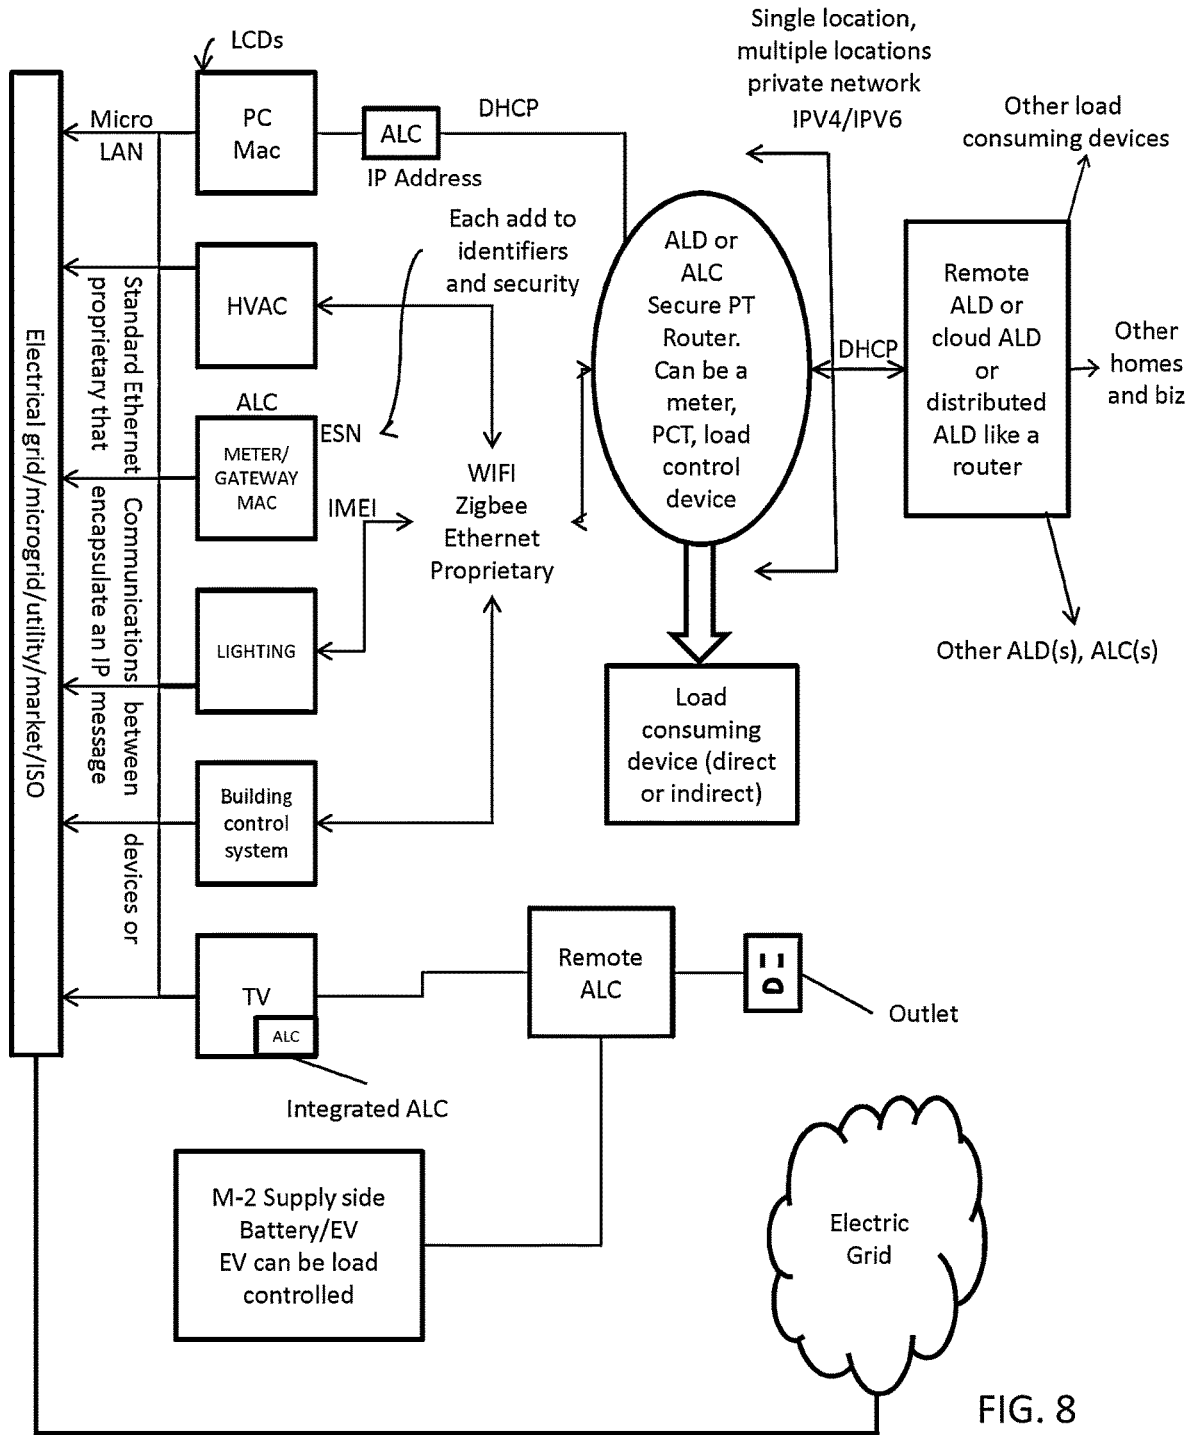 LCDs
Single location,
multiple locations
private network
IPV4/IPV6
Micro
LAN
PC
Mac
ALC
IP Address
DHCP
Other load
consuming devices
Each add to
identifiers
and security
HVAC
ALD or
ALC
Secure PT
Router.
Can be a
meter,
PCT, load
control
device
DHCP
Remote
ALD or
cloud ALD
or
distributed
ALD like a
router
Other
homes
and biz
Electrical grid/microgrid/utility/market/ISO
Standard Ethernet Communications between devices or
proprietary that encapsulate an IP message
ALC
ESN
METER/
GATEWAY
MAC
IMEI
WIFI
Zigbee
Ethernet
Proprietary
LIGHTING
Other ALD(s), ALC(s)
Load
consuming
device (direct
or indirect)
Building
control
system
TV
ALC
Integrated ALC
Remote
ALC
Outlet
M-2 Supply side
Battery/EV
EV can be load
controlled
Electric
Grid
FIG. 8